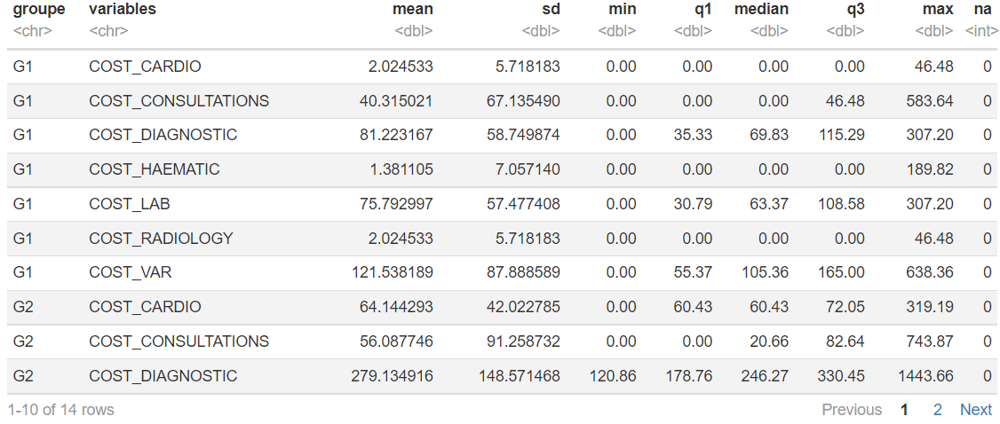 groupe variables mean sd min q1 median q3 max na
<chr> <chr> <dbl> <dbl> <dbl> <dbl> <dbl> <dbl> <dbl> <int>
G1 COST_CARDIO 2.024533 5.718183 0.00 0.00 0.00 0.00 46.48 0
G1 COST_CONSULTATIONS 40.315021 67.135490 0.00 0.00 0.00 46.48 583.64 0
G1 COST_DIAGNOSTIC 81.223167 58.749874 0.00 35.33 69.83 115.29 307.20 0
G1 COST_HAEMATIC 1.381105 7.057140 0.00 0.00 0.00 0.00 189.82 0
G1 COST_LAB 75.792997 57.477408 0.00 30.79 63.37 108.58 307.20 0
G1 COST_RADIOLOGY 2.024533 5.718183 0.00 0.00 0.00 0.00 46.48 0
G1 COST_VAR 121.538189 87.888589 0.00 55.37 105.36 165.00 638.36 0
G2 COST_CARDIO 64.144293 42.022785 0.00 60.43 60.43 72.05 319.19 0
G2 COST_CONSULTATIONS 56.087746 91.258732 0.00 0.00 20.66 82.64 743.87 0
G2 COST_DIAGNOSTIC 279.134916 148.571468 120.86 178.76 246.27 330.45 1443.66 0
1-10 of 14 rows Previous 1 2 Next